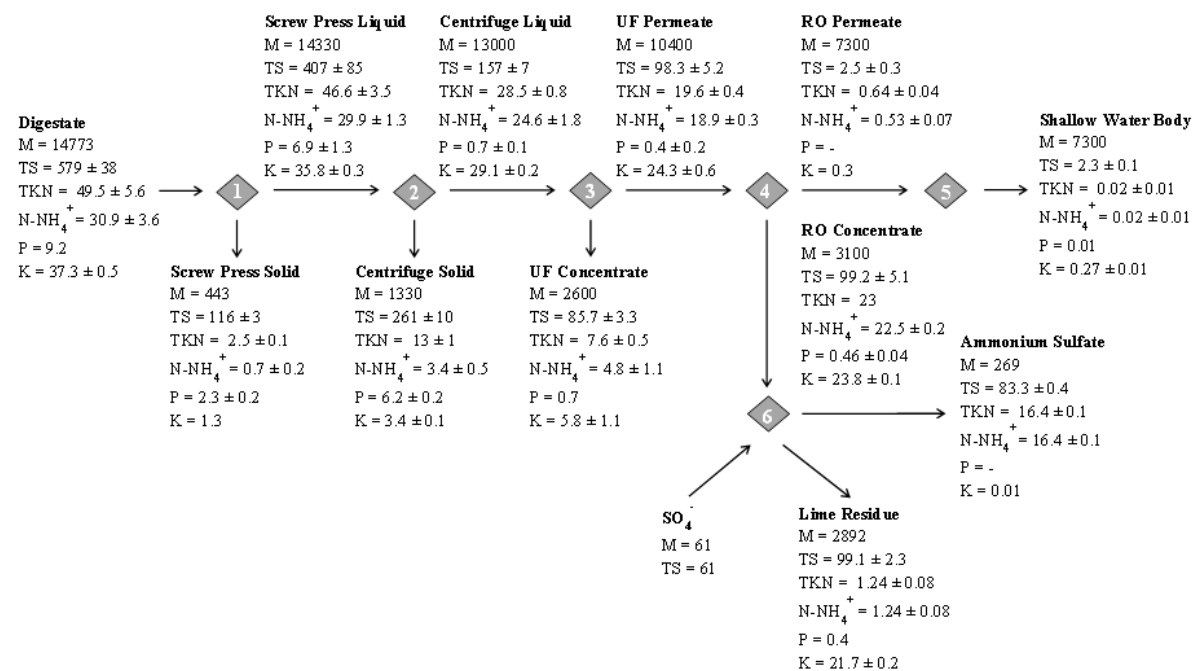 Screw Press Liquid
M = 14330
TS = 407 ± 85
TKN = 46.6 ± 3.5
N-NH4+ = 29.9 ± 1.3
P = 6.9 ± 1.3
K = 35.8 ± 0.3
Centrifuge Liquid
M = 13000
TS = 157 ± 7
TKN = 28.5 ± 0.8
N-NH4+ = 24.6 ± 1.8
P = 0.7 ± 0.1
K = 29.1 ± 0.2
UF Permeate
M = 10400
TS = 98.3 ± 5.2
TKN = 19.6 ± 0.4
N-NH4+ = 18.9 ± 0.3
P = 0.4 ± 0.2
K = 24.3 ± 0.6
RO Permeate
M = 7300
TS = 2.5 ± 0.3
TKN = 0.64 ± 0.04
N-NH4+ = 0.53 ± 0.07
P = -
K = 0.3
Digestate
M = 14773
TS = 579 ± 38
TKN = 49.5 ± 5.6
N-NH4+ = 30.9 ± 3.6
P = 9.2
K = 37.3 ± 0.5
1
2
3
4
5
Shallow Water Body
M = 7300
TS = 2.3 ± 0.1
TKN = 0.02 ± 0.01
N-NH4+ = 0.02 ± 0.01
P = 0.01
K = 0.27 ± 0.01
Screw Press Solid
M = 443
TS = 116 ± 3
TKN = 2.5 ± 0.1
N-NH4+ = 0.7 ± 0.2
P = 2.3 ± 0.2
K = 1.3
Centrifuge Solid
M = 1330
TS = 261 ± 10
TKN = 13 ± 1
N-NH4+ = 3.4 ± 0.5
P = 6.2 ± 0.2
K = 3.4 ± 0.1
UF Concentrate
M = 2600
TS = 85.7 ± 3.3
TKN = 7.6 ± 0.5
N-NH4+ = 4.8 ± 1.1
P = 0.7
K = 5.8 ± 1.1
RO Concentrate
M = 3100
TS = 99.2 ± 5.1
TKN = 23
N-NH4+ = 22.5 ± 0.2
P = 0.46 ± 0.04
K = 23.8 ± 0.1
6
Ammonium Sulfate
M = 269
TS = 83.3 ± 0.4
TKN = 16.4 ± 0.1
N-NH4+ = 16.4 ± 0.1
P = -
K = 0.01
SO4-
M = 61
TS = 61
Lime Residue
M = 2892
TS = 99.1 ± 2.3
TKN = 1.24 ± 0.08
N-NH4+ = 1.24 ± 0.08
P = 0.4
K = 21.7 ± 0.2